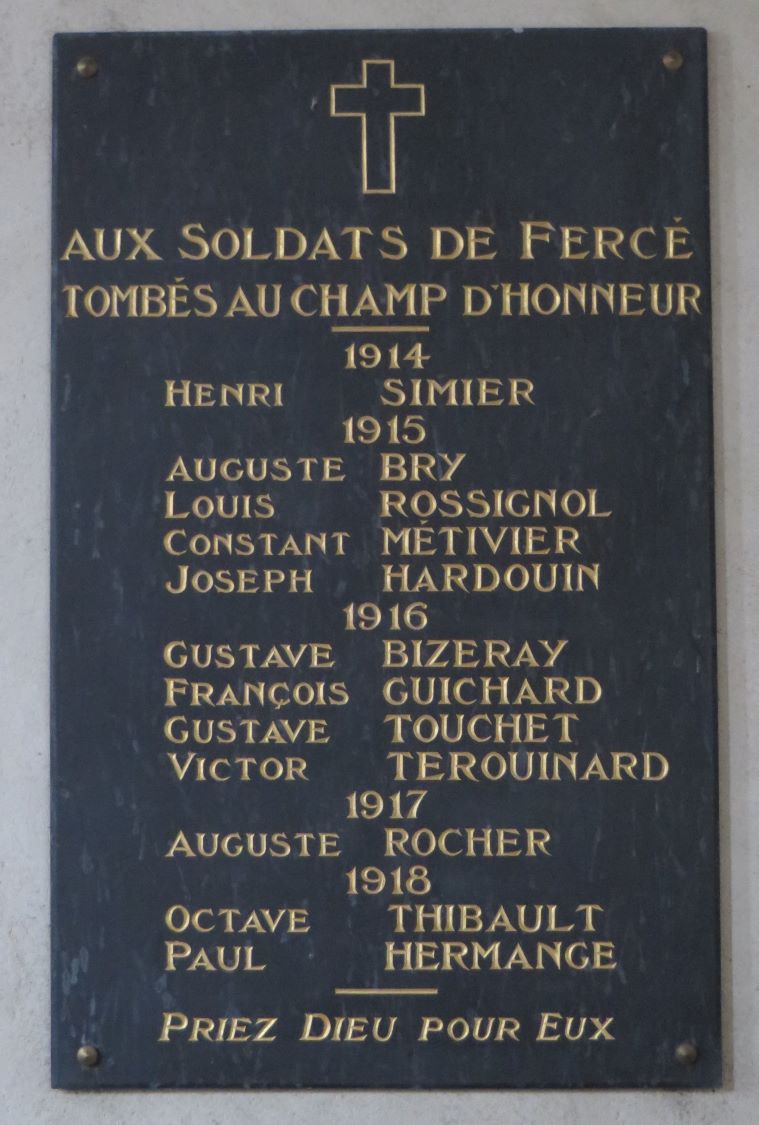 AUX SOLDATS DE FERCÉ
TOMBÉS AU CHAMP D'HONNEUR
1914
HENRI SIMIER
1915
AUGUSTE BRY
LOUIS ROSSIGNOL
CONSTANT MÉTIVIER
JOSEPH HARDOUIN
1916
GUSTAVE BIZERAY
FRANÇOIS GUICHARD
GUSTAVE TOUCHET
VICTOR TEROUINARD
1917
AUGUSTE ROCHER
1918
OCTAVE THIBAULT
PAUL HERMANGE
PRIEZ DIEU POUR EUX